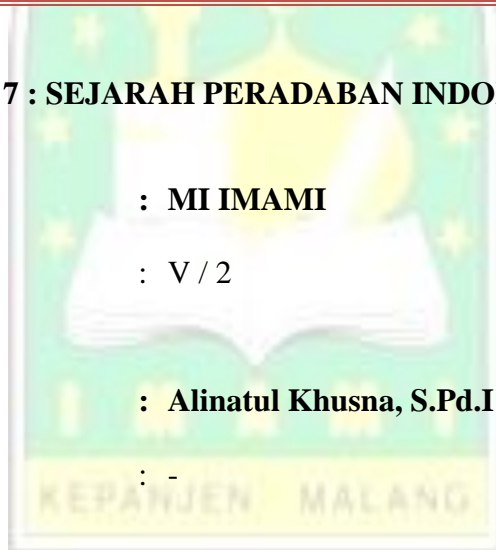 7 : SEJARAH PERADABAN INDO
: MI IMAMI
: V / 2
: Alinatul Khusna, S.Pd.I
: -
KEPANJEN MALANG